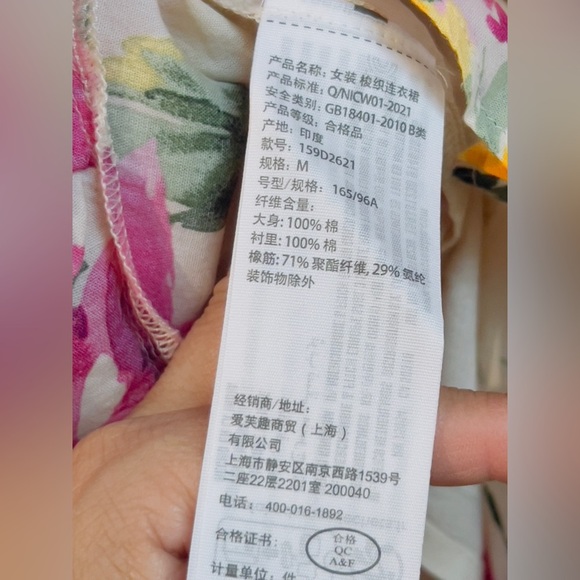 产品名称: 女装 梭织连衣裙
产品标准: Q/NICW01-2021
安全类别: GB18401-2010 B类
产品等级: 合格品
产地: 印度
款号: 159D2621
规格: M
号型/规格: 165/96A
纤维含量:
大身: 100% 棉
衬里: 100% 棉
橡筋: 71% 聚酯纤维, 29% 氨纶
装饰物除外
经销商/地址:
爱芙趣商贸（上海）
有限公司
上海市静安区南京西路1539号
二座22层2201室 200040
电话: 400-016-1892
合格证书:
合格
QC
A&F
计量单位: 件